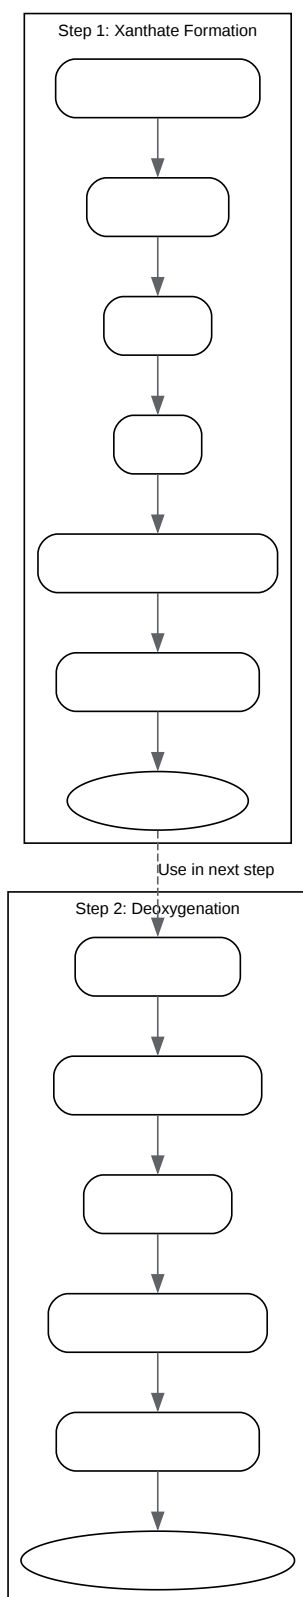 Step 1: Xanthate Formation
Use in next step
Step 2: Deoxygenation